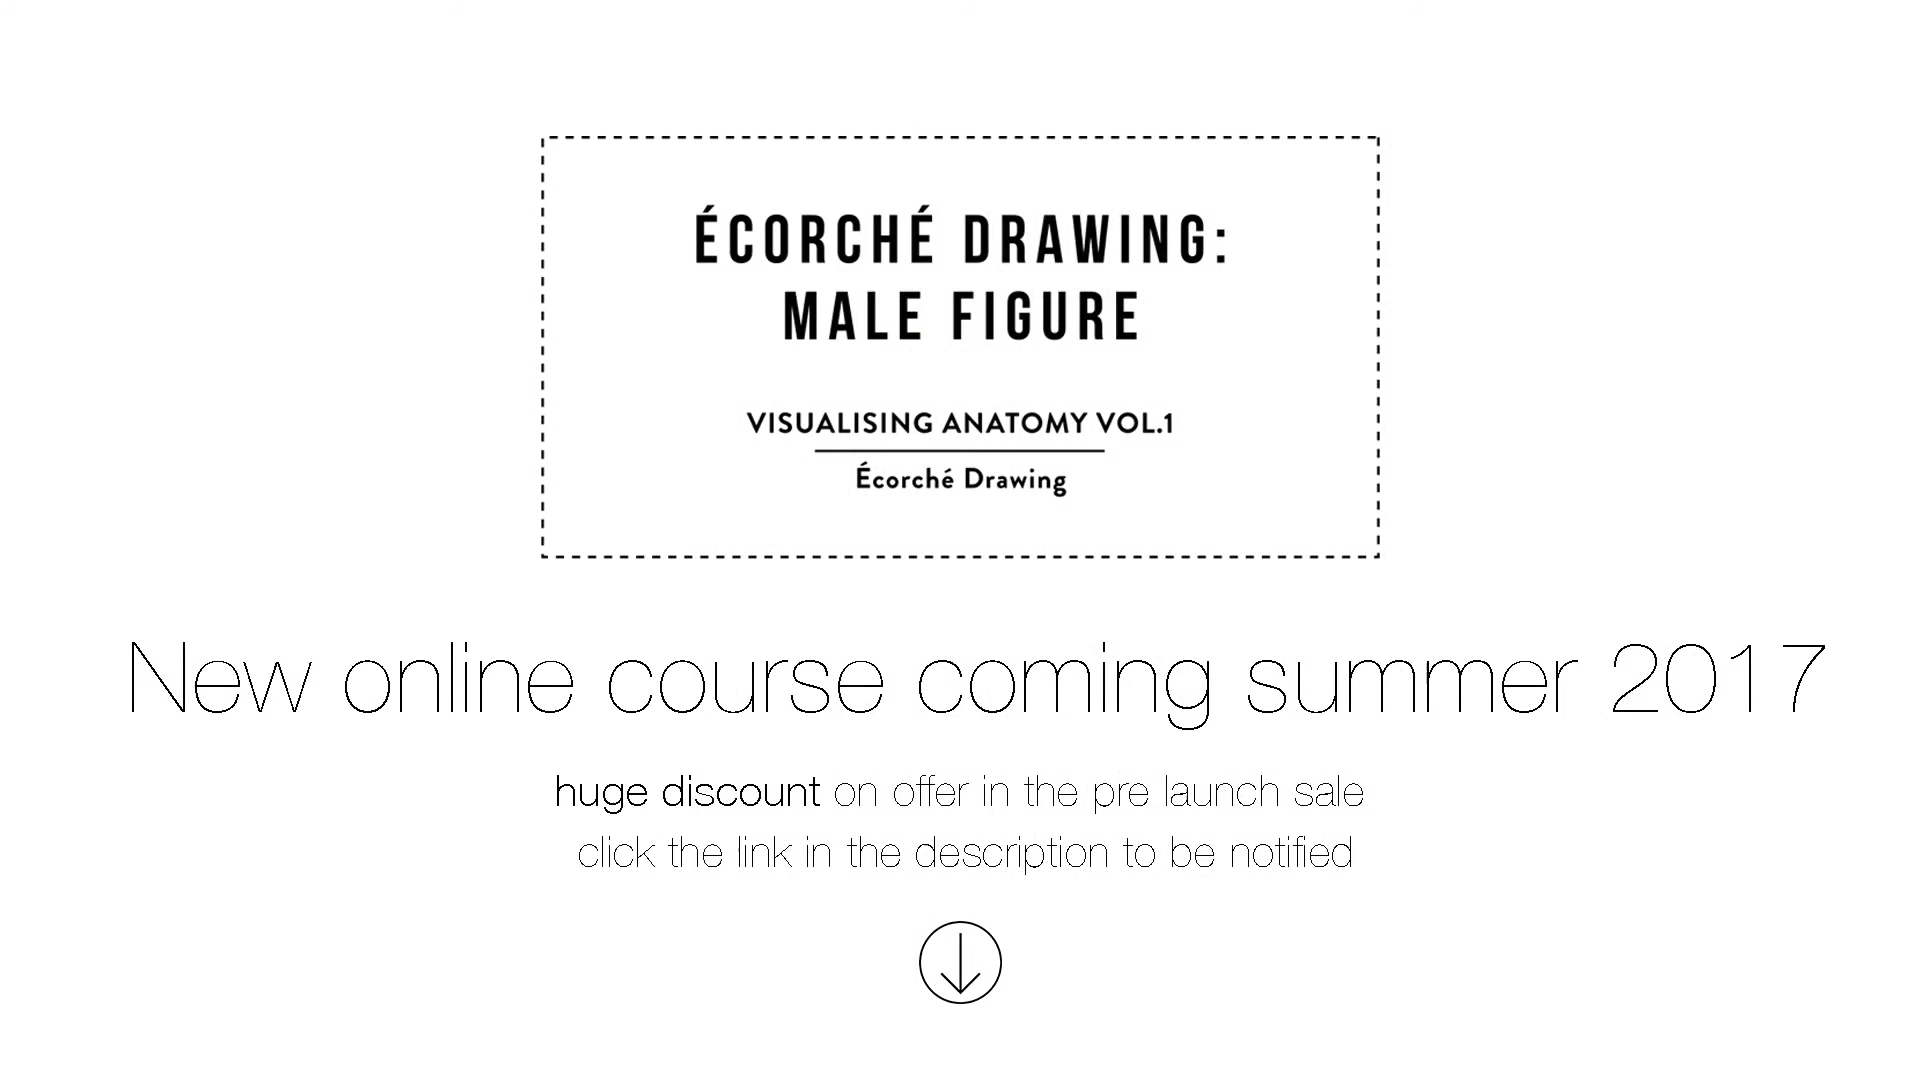 ÉCORCHÉ DRAWING:
MALE FIGURE
VISUALISING ANATOMY VOL.1
Écorché Drawing
New online course coming summer 2017
huge discount on offer in the pre launch sale
click the link in the description to be notified